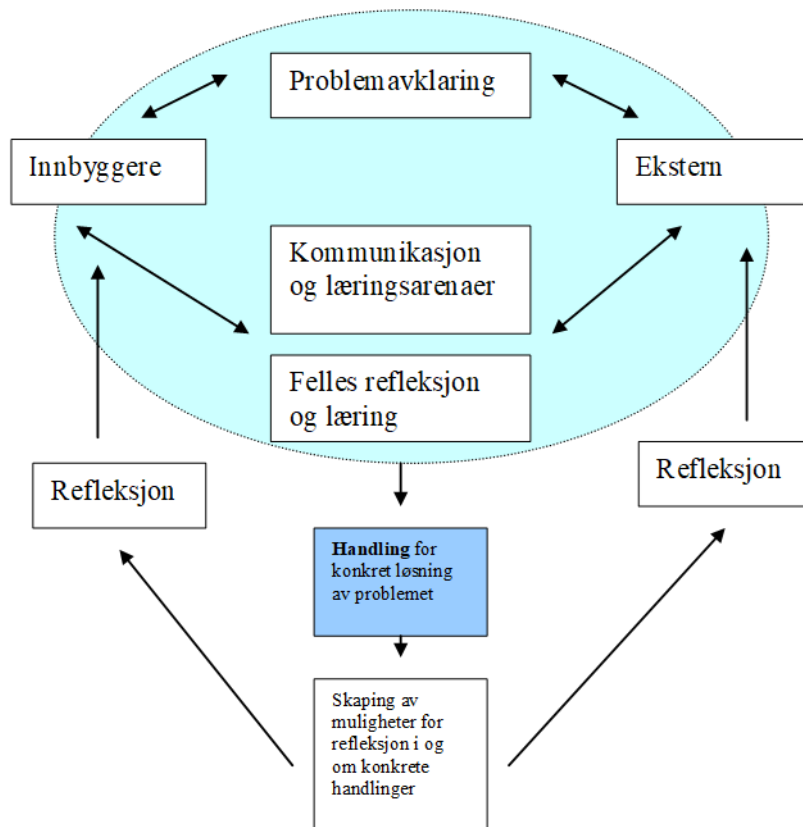 Problemavklaring
Innbyggere
Ekstern
Kommunikasjon
og læringsarenaer
Felles refleksjon
og læring
Refleksjon
Refleksjon
Handling for
konkret løsning
av problemet
Skaping av
muligheter for
refleksjon i og
om konkrete
handlinger